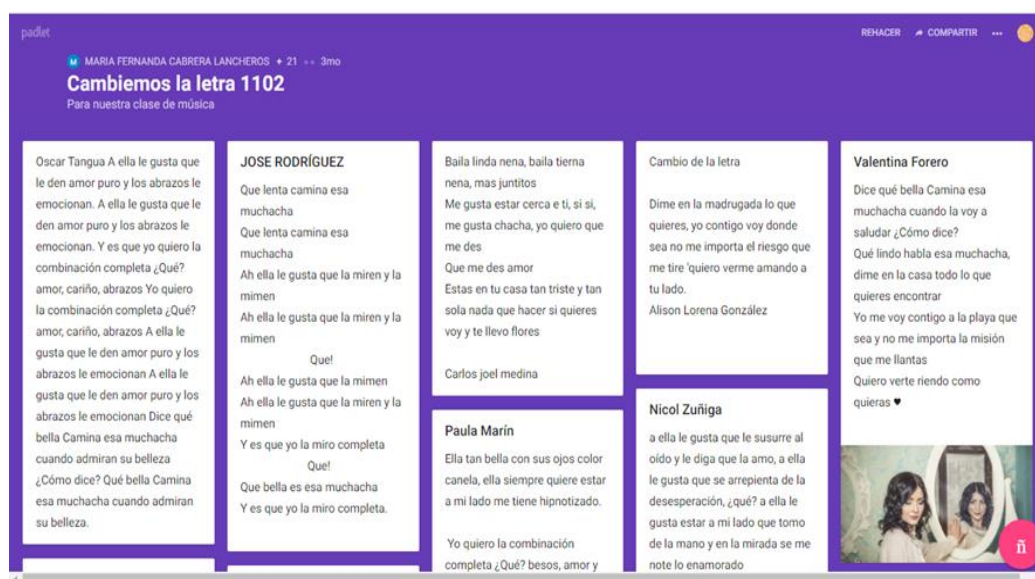 padlet
REHACER
COMPARTIR
M MARIA FERNANDA CABRERA LANCHEROS + 21 3mo
Cambiemos la letra 1102
Para nuestra clase de música
Oscar Tangua A ella le gusta que
le den amor puro y los abrazos le
emocionan. A ella le gusta que le
den amor puro y los abrazos le
emocionan. Y es que yo quiero la
combinación completa ¿Qué?
amor, cariño, abrazos Yo quiero
la combinación completa ¿Qué?
amor, cariño, abrazos A ella le
gusta que le den amor puro y los
abrazos le emocionan A ella le
gusta que le den amor puro y los
abrazos le emocionan Dice qué
bella Camina esa muchacha
cuando admiran su belleza
¿Cómo dice? Qué bella Camina
esa muchacha cuando admiran
su belleza.
JOSE RODRÍGUEZ
Que lenta camina esa
muchacha
Que lenta camina esa
muchacha
Ah ella le gusta que la miren y la
mimen
Ah ella le gusta que la miren y la
mimen
Que!
Ah ella le gusta que la mimen
Ah ella le gusta que la miren y la
mimen
Y es que yo la miro completa
Que!
Que bella es esa muchacha
Y es que yo la miro completa.
Baila linda nena, baila tierna
nena, mas juntitos
Me gusta estar cerca e ti, si si,
me gusta chacha, yo quiero que
me des
Que me des amor
Estas en tu casa tan triste y tan
sola nada que hacer si quieres
voy y te llevo flores
Carlos joel medina
Paula Marín
Ella tan bella con sus ojos color
canela, ella siempre quiere estar
a mi lado me tiene hipnotizado.
Yo quiero la combinación
completa ¿Qué? besos, amor y
Cambio de la letra
Dime en la madrugada lo que
quieres, yo contigo voy donde
sea no me importa el riesgo que
me tire 'quiero verme amando a
tu lado.
Alison Lorena González
Nicol Zuñiga
a ella le gusta que le susurre al
oído y le diga que la amo, a ella
le gusta que se arrepienta de la
desesperación, ¿qué? a ella le
gusta estar a mi lado que tomo
de la mano y en la mirada se me
note lo enamorado
Valentina Forero
Dice qué bella Camina esa
muchacha cuando la voy a
saludar ¿Cómo dice?
Qué lindo habla esa muchacha,
dime en la casa todo lo que
quieres encontrar
Yo me voy contigo a la playa que
sea y no me importa la misión
que me llantas
Quiero verte riendo como
quieras ♥
ñ